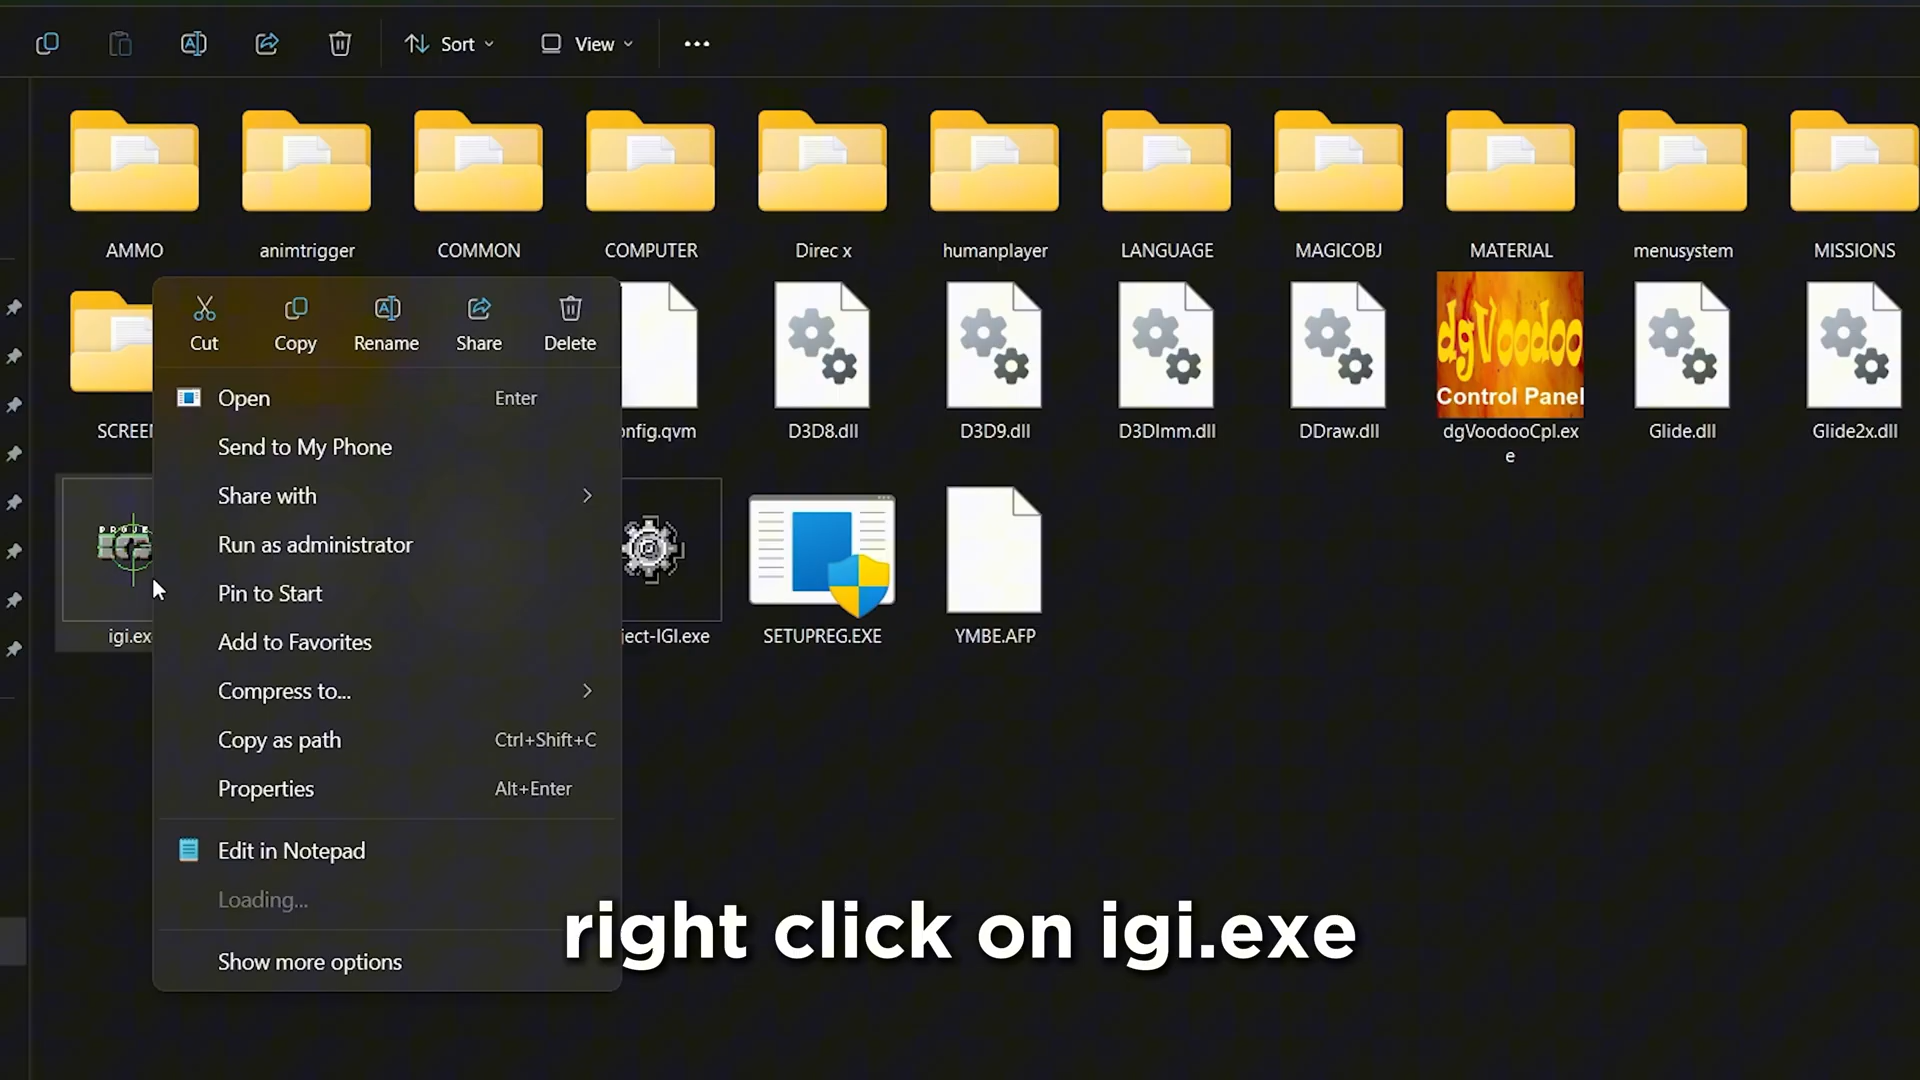 Sort
View
AMMO
animtrigger
COMMON
COMPUTER
Direc x
humanplayer
LANGUAGE
MAGICOBJ
MATERIAL
menusystem
MISSIONS
Cut
Copy
Rename
Share
Delete
Open Enter
Send to My Phone
Share with
Run as administrator
Pin to Start
Add to Favorites
Compress to...
Copy as path Ctrl+Shift+C
Properties Alt+Enter
Edit in Notepad
Loading...
Show more options
SCREEN
nfig.qvm
D3D8.dll
D3D9.dll
D3DImm.dll
DDraw.dll
dgVoodoo
Control Panel
dgVoodooCpl.ex
e
Glide.dll
Glide2x.dll
igi.exe
ject-IGI.exe
SETUPREG.EXE
YMBE.AFP
right click on igi.exe